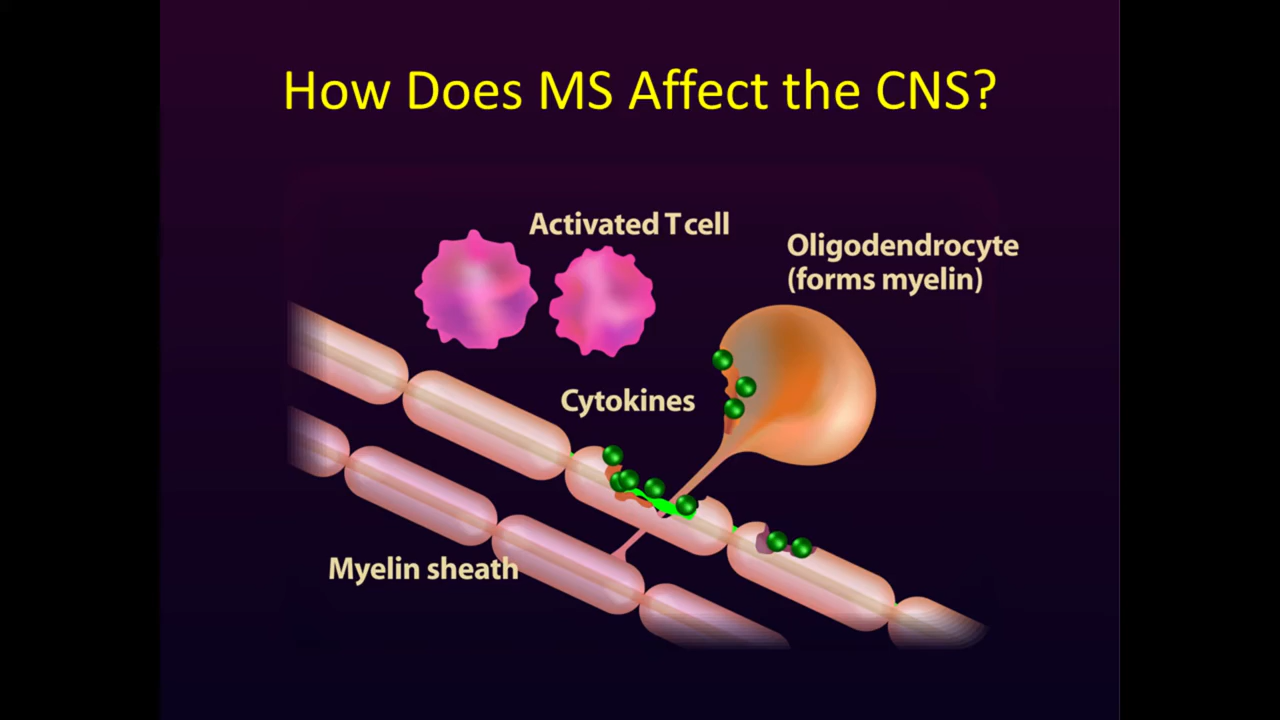 How Does MS Affect the CNS?
Activated T cell
Oligodendrocyte
(forms myelin)
Cytokines
Myelin sheath